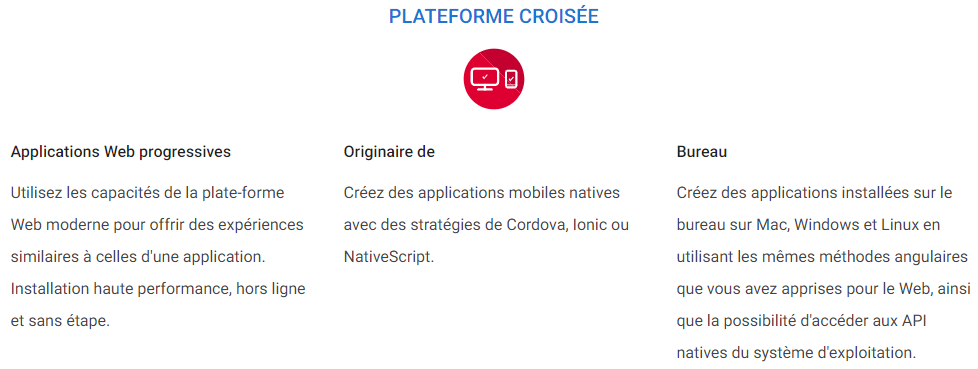 PLATEFORME CROISÉE
Applications Web progressives
Utilisez les capacités de la plate-forme
Web moderne pour offrir des expériences
similaires à celles d'une application.
Installation haute performance, hors ligne
et sans étape.
Originaire de
Créez des applications mobiles natives
avec des stratégies de Cordova, Ionic ou
NativeScript.
Bureau
Créez des applications installées sur le
bureau sur Mac, Windows et Linux en
utilisant les mêmes méthodes angulaires
que vous avez apprises pour le Web, ainsi
que la possibilité d'accéder aux API
natives du système d'exploitation.